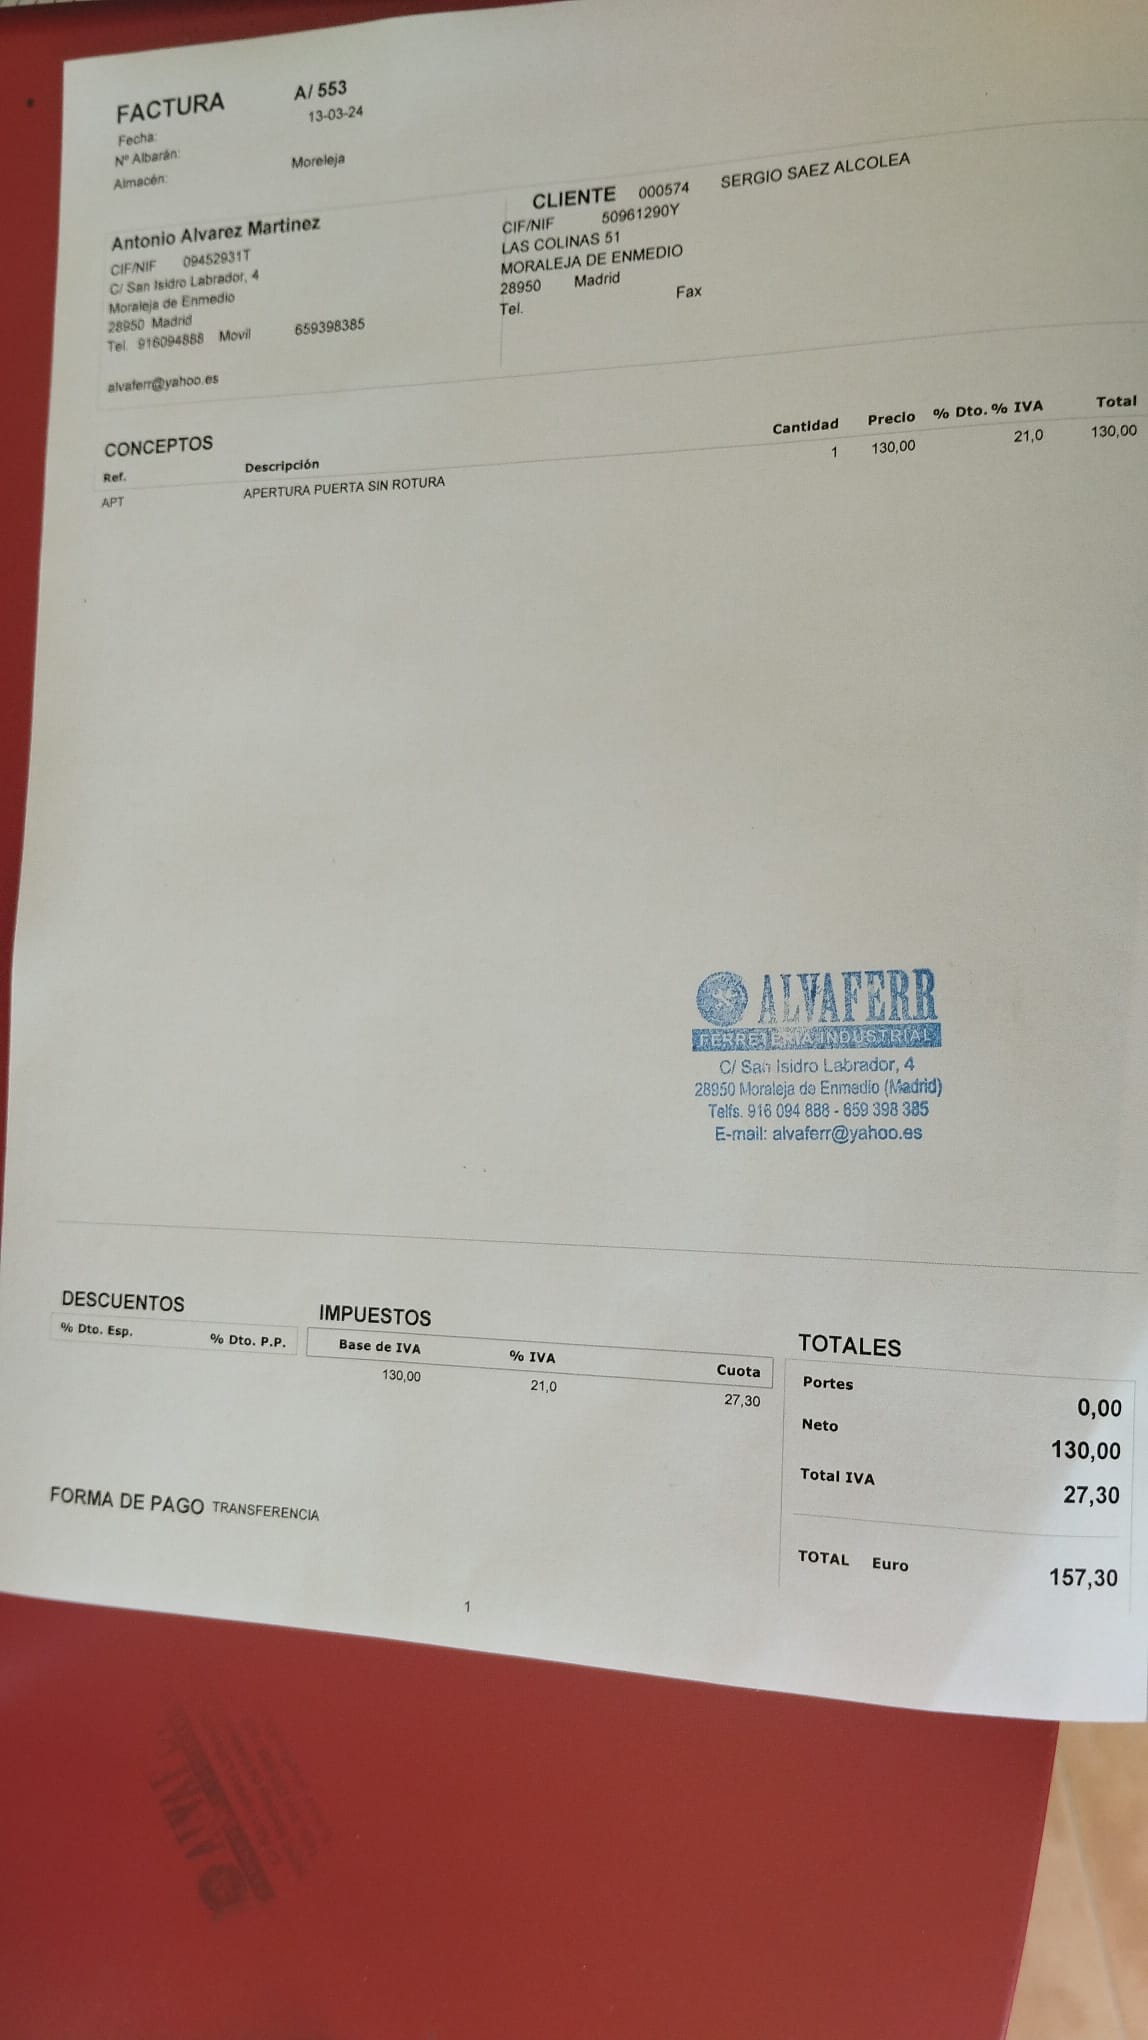 FACTURA A/ 553
Fecha: 13-03-24
Nº Albarán:
Almacén: Moreleja
Antonio Alvarez Martinez
CIF/NIF 09452931T
C/ San Isidro Labrador, 4
Moraleja de Enmedio
28950 Madrid
Tel. 916094888 Movil 659398385
alvaferr@yahoo.es
CLIENTE 000574 SERGIO SAEZ ALCOLEA
CIF/NIF 50961290Y
LAS COLINAS 51
MORALEJA DE ENMEDIO
28950 Madrid
Tel. Fax
CONCEPTOS
Ref. Descripción Cantidad Precio % Dto. % IVA Total
APT APERTURA PUERTA SIN ROTURA 1 130,00 21,0 130,00
ALVAFERR
FERRETERIA INDUSTRIAL
C/ San Isidro Labrador, 4
28950 Moraleja de Enmedio (Madrid)
Telfs. 916 094 888 - 659 398 385
E-mail: alvaferr@yahoo.es
DESCUENTOS
% Dto. Esp. % Dto. P.P.
IMPUESTOS
Base de IVA % IVA Cuota
130,00 21,0 27,30
TOTALES
Portes 0,00
Neto 130,00
Total IVA 27,30
TOTAL Euro 157,30
FORMA DE PAGO TRANSFERENCIA
1